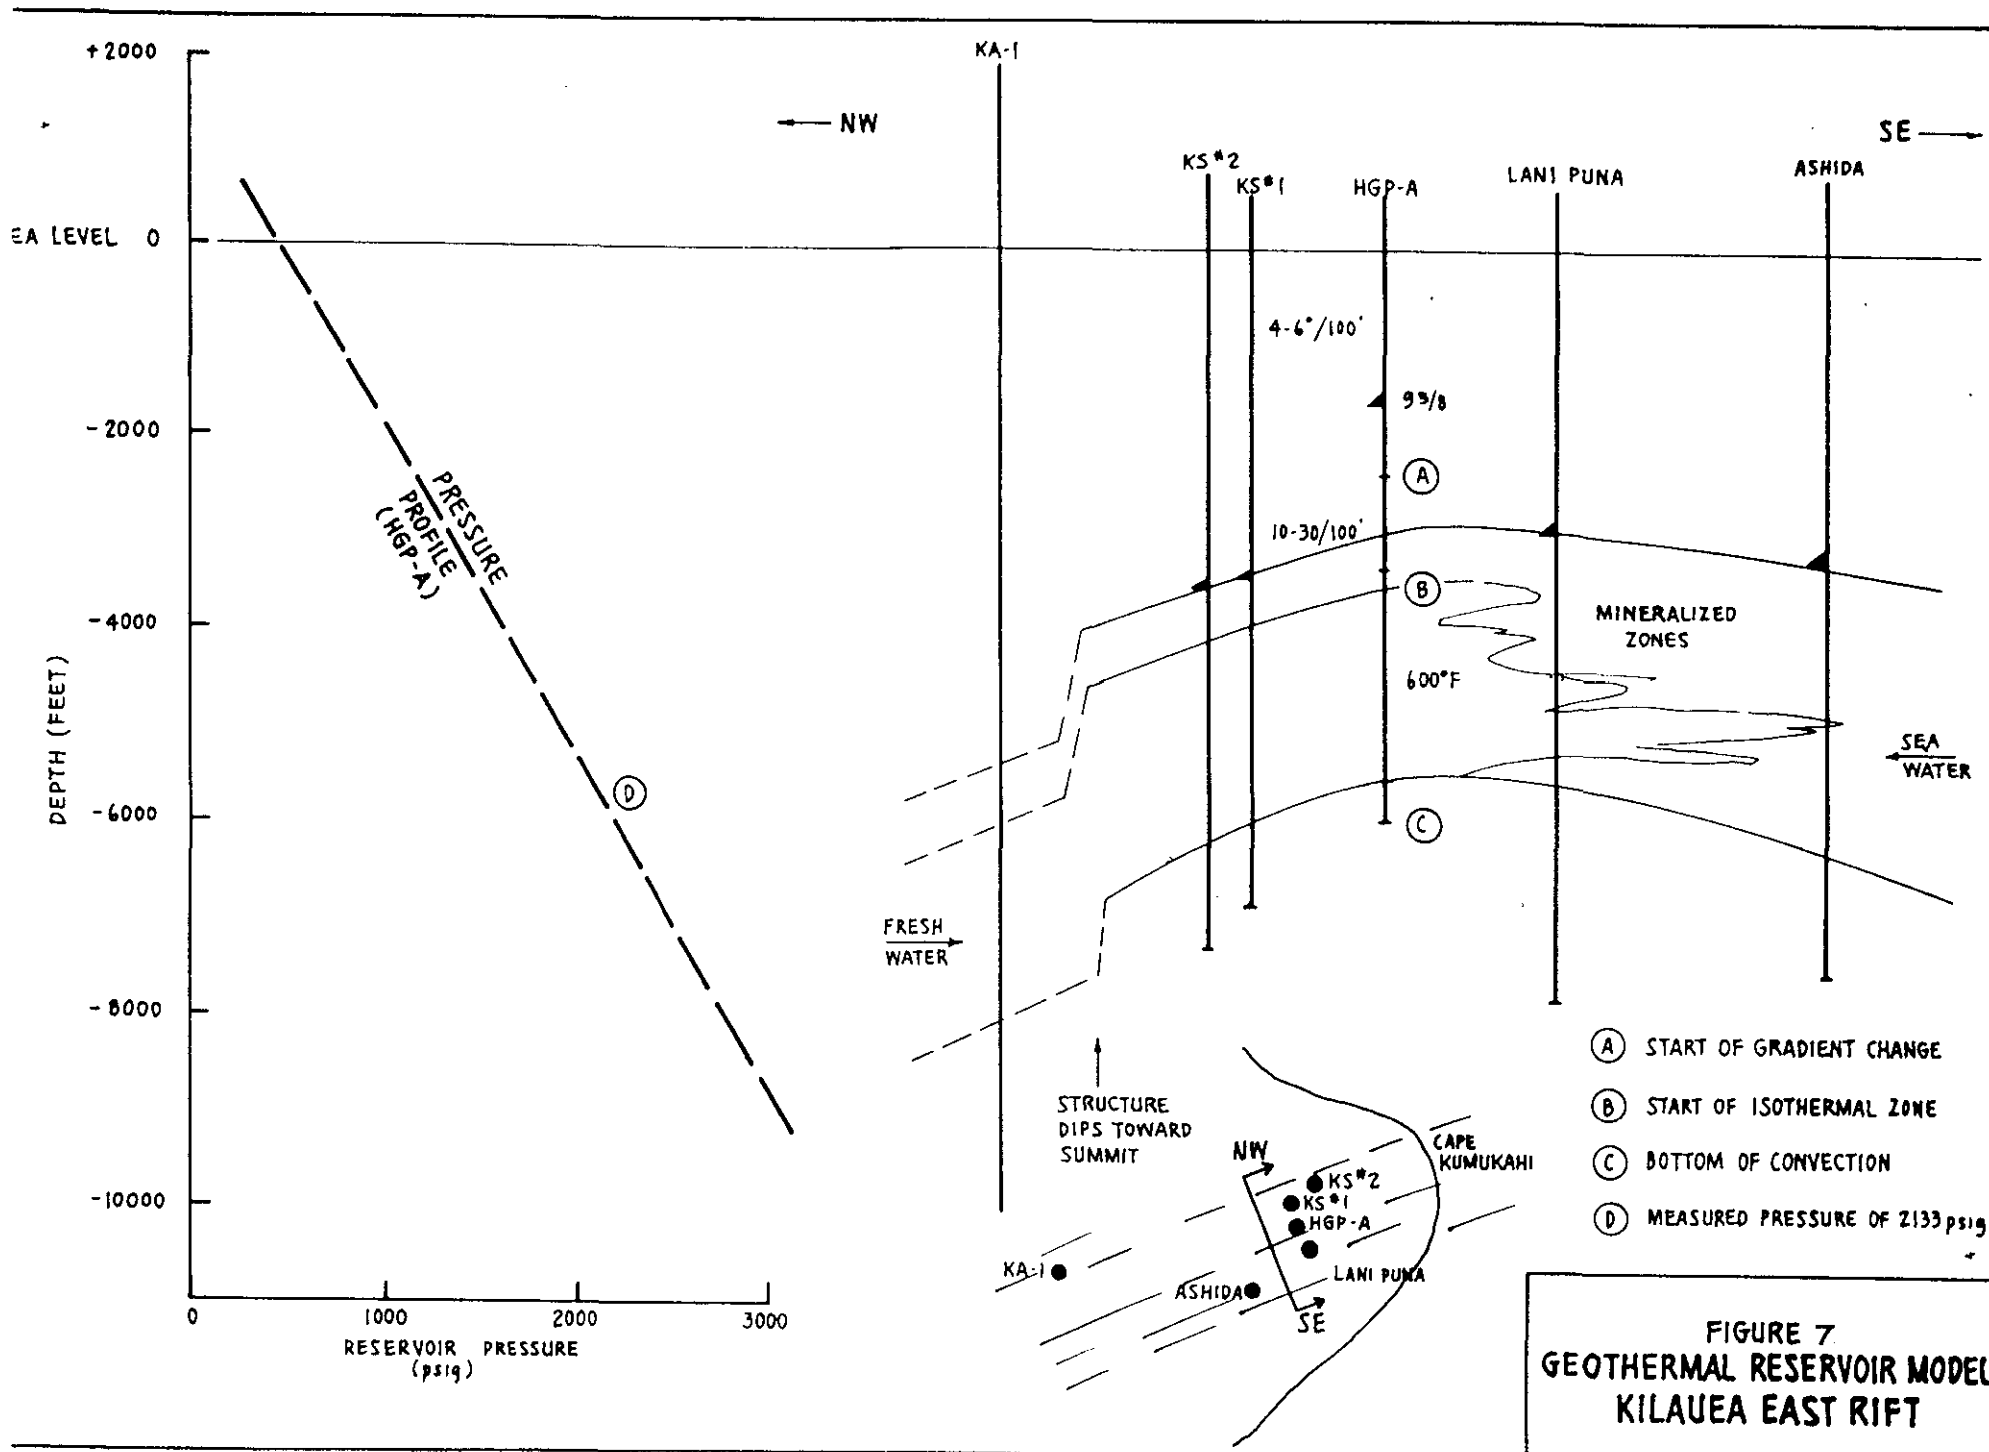 +2000
EA LEVEL 0
-2000
-4000
-6000
-8000
-10000
DEPTH (FEET)
0
1000
2000
3000
RESERVOIR PRESSURE
(psig)
PRESSURE
PROFILE
(HGP-A)
D
KA-1
NW
SE
KS#2
KS#1
HGP-A
LANI PUNA
ASHIDA
4-6°/100'
9 5/8
A
10-30/100'
B
MINERALIZED
ZONES
600°F
SEA
WATER
C
FRESH
WATER
STRUCTURE
DIPS TOWARD
SUMMIT
A START OF GRADIENT CHANGE
B START OF ISOTHERMAL ZONE
C BOTTOM OF CONVECTION
D MEASURED PRESSURE OF 2133 psig
NW
CAPE
KUMUKAHI
KS#2
KS#1
HGP-A
KA-1
LANI PUNA
ASHIDA
SE
FIGURE 7
GEOTHERMAL RESERVOIR MODEL
KILAUEA EAST RIFT